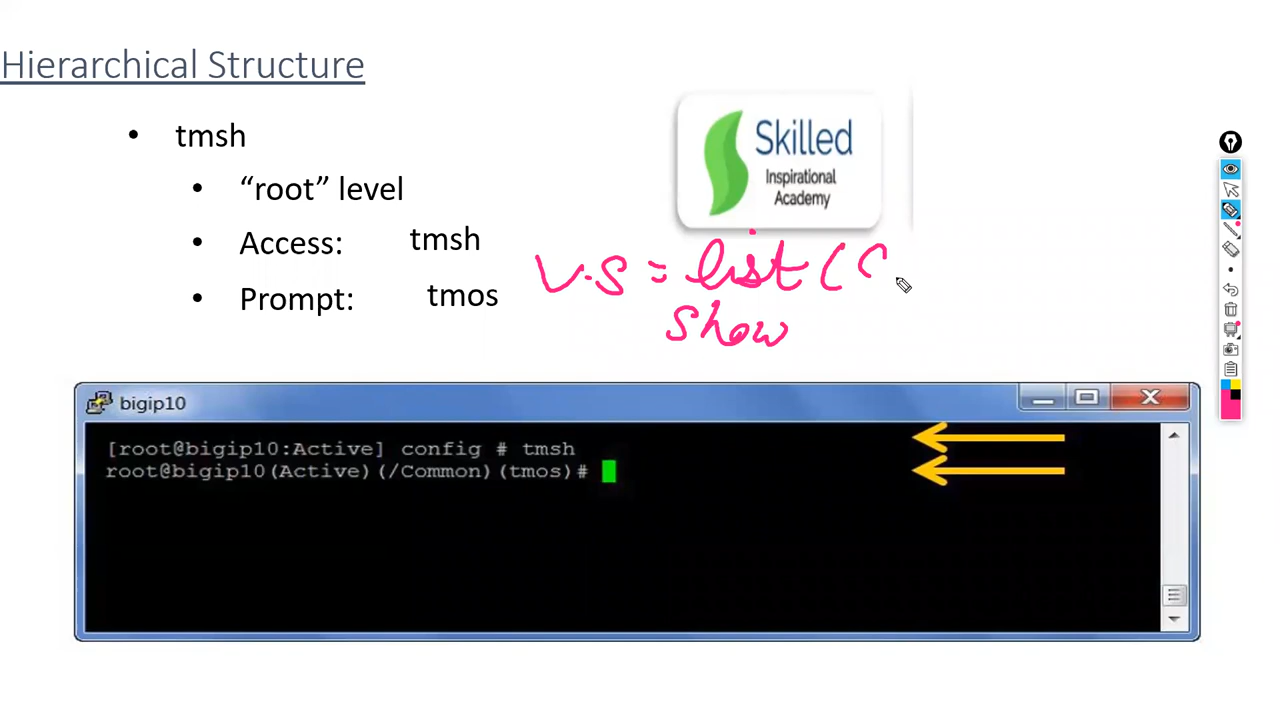 Hierarchical Structure
• tmsh
• “root” level
• Access: tmsh
• Prompt: tmos
Skilled
Inspirational
Academy
V.S = list (C
show
bigip10
[root@bigip10:Active] config # tmsh
root@bigip10(Active)(/Common)(tmos)#